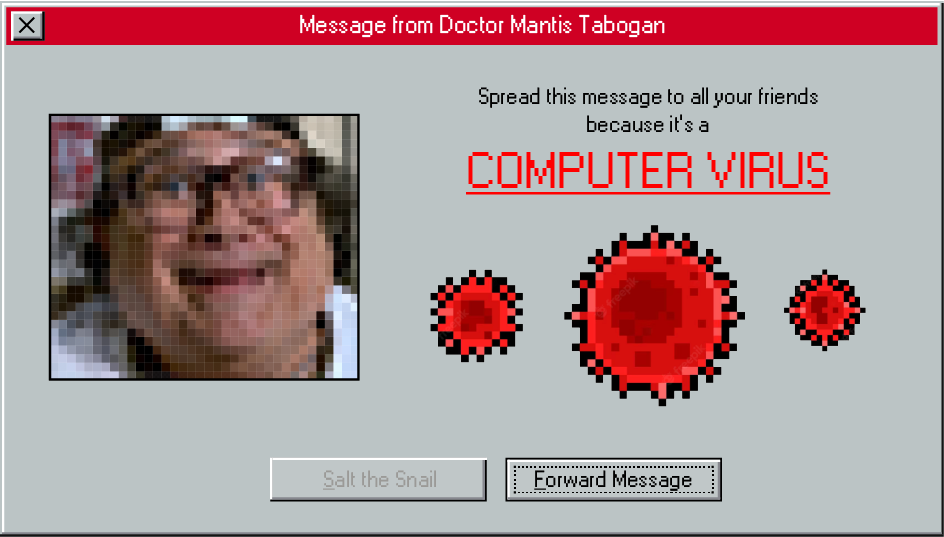 Message from Doctor Mantis Tabogan
Spread this message to all your friends
because it's a
COMPUTER VIRUS
Salt the Snail
Forward Message